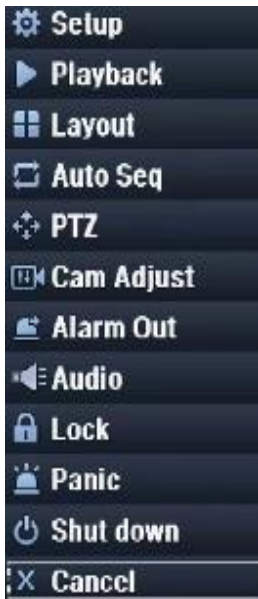 Setup
Playback
Layout
Auto Seq
PTZ
Cam Adjust
Alarm Out
Audio
Lock
Panic
Shut down
Cancel